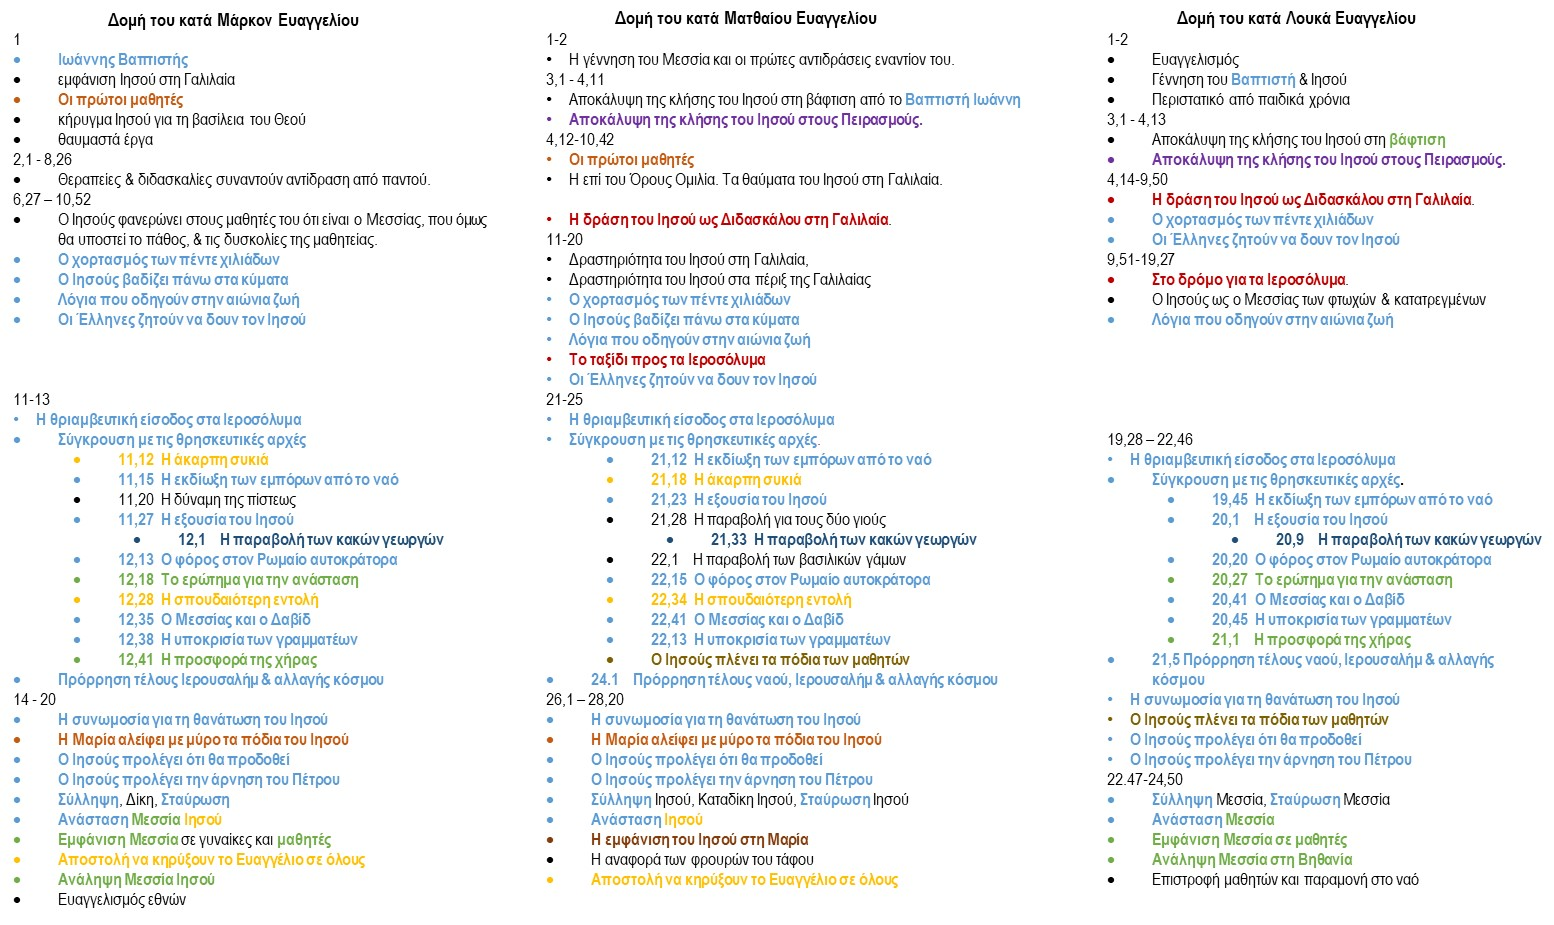 Δομή του κατά Μάρκον Ευαγγελίου
1
• Ιωάννης Βαπτιστής
• εμφάνιση Ιησού στη Γαλιλαία
• Οι πρώτοι μαθητές
• κήρυγμα Ιησού για τη βασίλεια του Θεού
• θαυμαστά έργα
2,1 - 8,26
• Θεραπείες & διδασκαλίες συναντούν αντίδραση από παντού.
6,27 – 10,52
• Ο Ιησούς φανερώνει στους μαθητές του ότι είναι ο Μεσσίας, που όμως
θα υποστεί το πάθος, & τις δυσκολίες της μαθητείας.
• Ο χορτασμός των πέντε χιλιάδων
• Ο Ιησούς βαδίζει πάνω στα κύματα
• Λόγια που οδηγούν στην αιώνια ζωή
• Οι Έλληνες ζητούν να δουν τον Ιησού
11-13
• Η θριαμβευτική είσοδος στα Ιεροσόλυμα
• Σύγκρουση με τις θρησκευτικές αρχές
• 11,12 Η άκαρπη συκιά
• 11,15 Η εκδίωξη των εμπόρων από το ναό
• 11,20 Η δύναμη της πίστεως
• 11,27 Η εξουσία του Ιησού
• 12,1 Η παραβολή των κακών γεωργών
• 12,13 Ο φόρος στον Ρωμαίο αυτοκράτορα
• 12,18 Το ερώτημα για την ανάσταση
• 12,28 Η σπουδαιότερη εντολή
• 12,35 Ο Μεσσίας και ο Δαβίδ
• 12,38 Η υποκρισία των γραμματέων
• 12,41 Η προσφορά της χήρας
• Πρόρρηση τέλους Ιερουσαλήμ & αλλαγής κόσμου
14 - 20
• Η συνωμοσία για τη θανάτωση του Ιησού
• Η Μαρία αλείφει με μύρο τα πόδια του Ιησού
• Ο Ιησούς προλέγει ότι θα προδοθεί
• Ο Ιησούς προλέγει την άρνηση του Πέτρου
• Σύλληψη, Δίκη, Σταύρωση
• Ανάσταση Μεσσία Ιησού
• Εμφάνιση Μεσσία σε γυναίκες και μαθητές
• Αποστολή να κηρύξουν το Ευαγγέλιο σε όλους
• Ανάληψη Μεσσία Ιησού
• Ευαγγελισμός εθνών
Δομή του κατά Ματθαίου Ευαγγελίου
1-2
• Η γέννηση του Μεσσία και οι πρώτες αντιδράσεις εναντίον του.
3,1 - 4,11
• Αποκάλυψη της κλήσης του Ιησού στη βάφτιση από το Βαπτιστή Ιωάννη
• Αποκάλυψη της κλήσης του Ιησού στους Πειρασμούς.
4,12-10,42
• Οι πρώτοι μαθητές
• Η επί του Όρους Ομιλία. Τα θαύματα του Ιησού στη Γαλιλαία.
• Η δράση του Ιησού ως Διδασκάλου στη Γαλιλαία.
11-20
• Δραστηριότητα του Ιησού στη Γαλιλαία,
• Δραστηριότητα του Ιησού στα πέριξ της Γαλιλαίας
• Ο χορτασμός των πέντε χιλιάδων
• Ο Ιησούς βαδίζει πάνω στα κύματα
• Λόγια που οδηγούν στην αιώνια ζωή
• Το ταξίδι προς τα Ιεροσόλυμα
• Οι Έλληνες ζητούν να δουν τον Ιησού
21-25
• Η θριαμβευτική είσοδος στα Ιεροσόλυμα
• Σύγκρουση με τις θρησκευτικές αρχές.
• 21,12 Η εκδίωξη των εμπόρων από το ναό
• 21,18 Η άκαρπη συκιά
• 21,23 Η εξουσία του Ιησού
• 21,28 Η παραβολή για τους δύο γιούς
• 21,33 Η παραβολή των κακών γεωργών
• 22,1 Η παραβολή των βασιλικών γάμων
• 22,15 Ο φόρος στον Ρωμαίο αυτοκράτορα
• 22,34 Η σπουδαιότερη εντολή
• 22,41 Ο Μεσσίας και ο Δαβίδ
• 22,13 Η υποκρισία των γραμματέων
• Ο Ιησούς πλένει τα πόδια των μαθητών
• 24.1 Πρόρρηση τέλους ναού, Ιερουσαλήμ & αλλαγής κόσμου
26,1 – 28,20
• Η συνωμοσία για τη θανάτωση του Ιησού
• Η Μαρία αλείφει με μύρο τα πόδια του Ιησού
• Ο Ιησούς προλέγει ότι θα προδοθεί
• Ο Ιησούς προλέγει την άρνηση του Πέτρου
• Σύλληψη Ιησού, Καταδίκη Ιησού, Σταύρωση Ιησού
• Ανάσταση Ιησού
• Η εμφάνιση του Ιησού στη Μαρία
• Η αναφορά των φρουρών του τάφου
• Αποστολή να κηρύξουν το Ευαγγέλιο σε όλους
Δομή του κατά Λουκά Ευαγγελίου
1-2
• Ευαγγελισμός
• Γέννηση του Βαπτιστή & Ιησού
• Περιστατικό από παιδικά χρόνια
3,1 - 4,13
• Αποκάλυψη της κλήσης του Ιησού στη βάφτιση
• Αποκάλυψη της κλήσης του Ιησού στους Πειρασμούς.
4,14-9,50
• Η δράση του Ιησού ως Διδασκάλου στη Γαλιλαία.
• Ο χορτασμός των πέντε χιλιάδων
• Οι Έλληνες ζητούν να δουν τον Ιησού
9,51-19,27
• Στο δρόμο για τα Ιεροσόλυμα.
• Ο Ιησούς ως ο Μεσσίας των φτωχών & κατατρεγμένων
• Λόγια που οδηγούν στην αιώνια ζωή
19,28 – 22,46
• Η θριαμβευτική είσοδος στα Ιεροσόλυμα
• Σύγκρουση με τις θρησκευτικές αρχές.
• 19,45 Η εκδίωξη των εμπόρων από το ναό
• 20,1 Η εξουσία του Ιησού
• 20,9 Η παραβολή των κακών γεωργών
• 20,20 Ο φόρος στον Ρωμαίο αυτοκράτορα
• 20,27 Το ερώτημα για την ανάσταση
• 20,41 Ο Μεσσίας και ο Δαβίδ
• 20,45 Η υποκρισία των γραμματέων
• 21,1 Η προσφορά της χήρας
• 21,5 Πρόρρηση τέλους ναού, Ιερουσαλήμ & αλλαγής
κόσμου
• Η συνωμοσία για τη θανάτωση του Ιησού
• Ο Ιησούς πλένει τα πόδια των μαθητών
• Ο Ιησούς προλέγει ότι θα προδοθεί
• Ο Ιησούς προλέγει την άρνηση του Πέτρου
22.47-24,50
• Σύλληψη Μεσσία, Σταύρωση Μεσσία
• Ανάσταση Μεσσία
• Εμφάνιση Μεσσία σε μαθητές
• Ανάληψη Μεσσία στη Βηθανία
• Επιστροφή μαθητών και παραμονή στο ναό